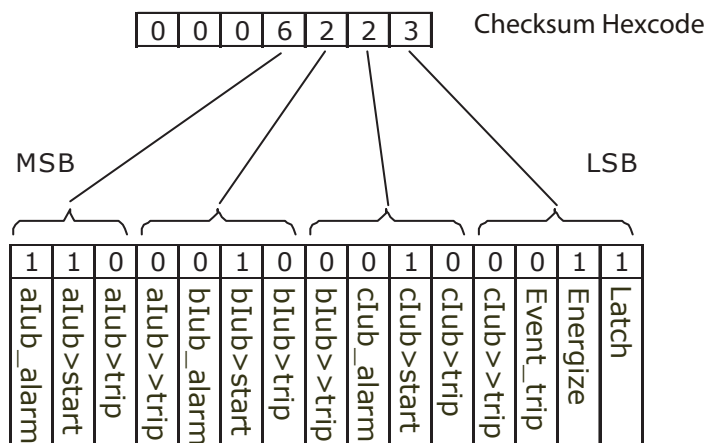 0 0 0 6 2 2 3 Checksum Hexcode
MSB LSB
1 1 0 0 0 1 0 0 0 1 0 0 0 1 1
aIub_alarm
aIub>start
aIub>trip
aIub>>trip
bIub_alarm
bIub>start
bIub>trip
bIub>>trip
cIub_alarm
cIub>start
cIub>trip
cIub>>trip
Event_trip
Energize
Latch